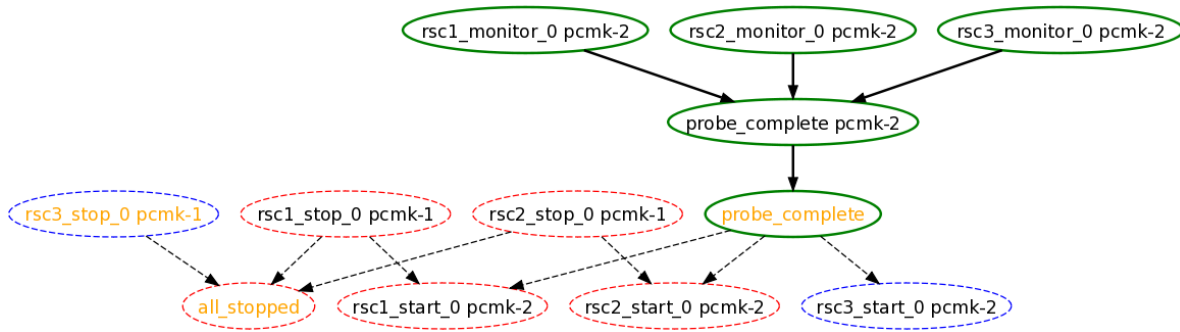 rsc1_monitor_0 pcmk-2
rsc2_monitor_0 pcmk-2
rsc3_monitor_0 pcmk-2
probe_complete pcmk-2
rsc3_stop_0 pcmk-1
rsc1_stop_0 pcmk-1
rsc2_stop_0 pcmk-1
probe_complete
all_stopped
rsc1_start_0 pcmk-2
rsc2_start_0 pcmk-2
rsc3_start_0 pcmk-2